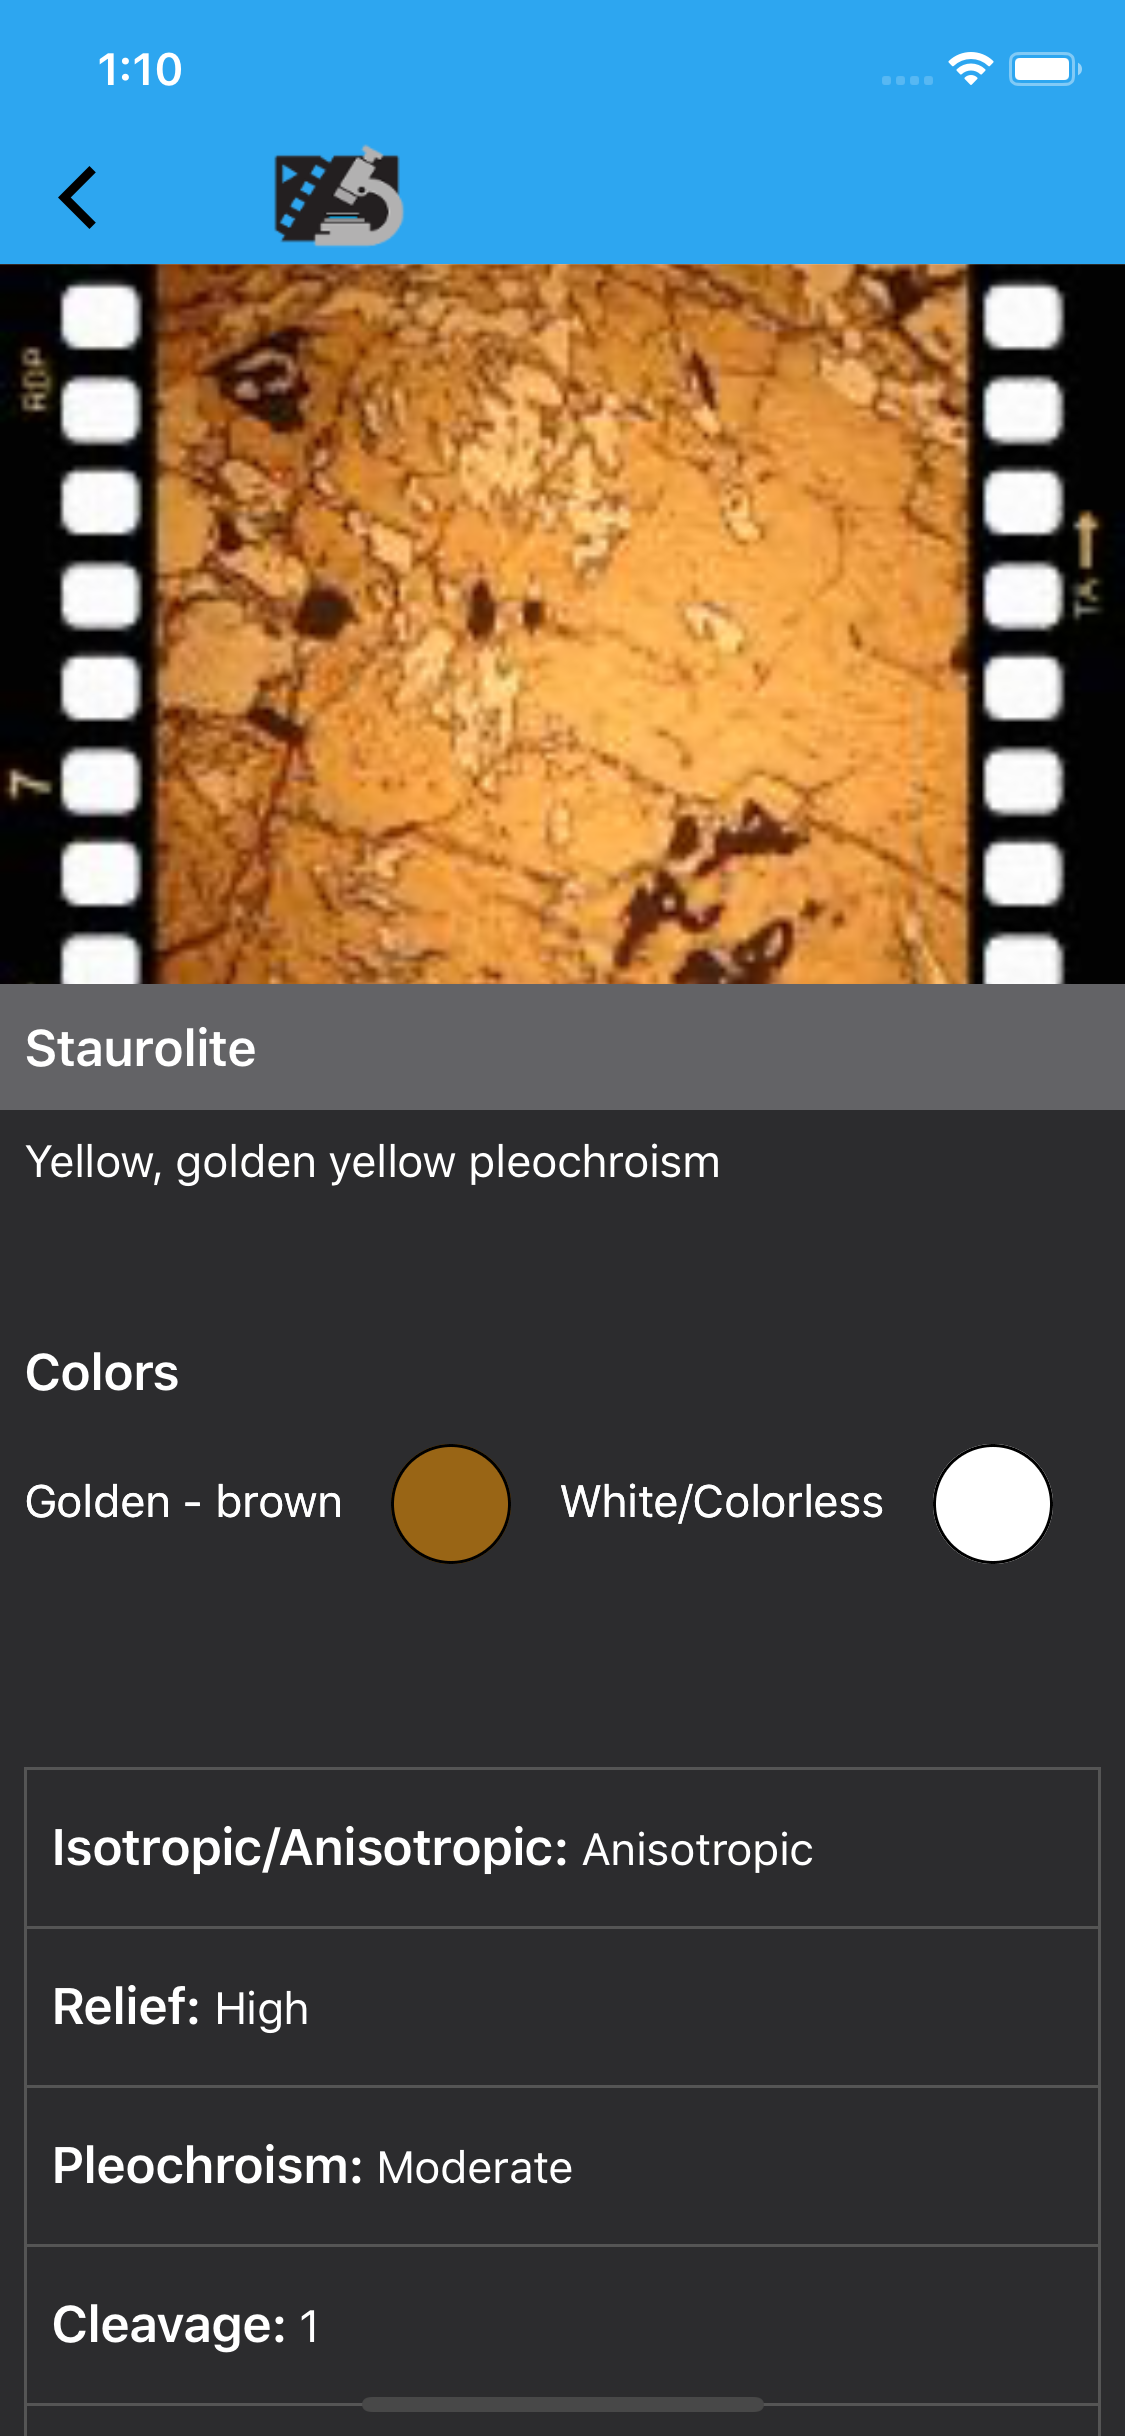 1:10
RDP
TA
7
Staurolite
Yellow, golden yellow pleochroism
Colors
Golden - brown
White/Colorless
Isotropic/Anisotropic: Anisotropic
Relief: High
Pleochroism: Moderate
Cleavage: 1